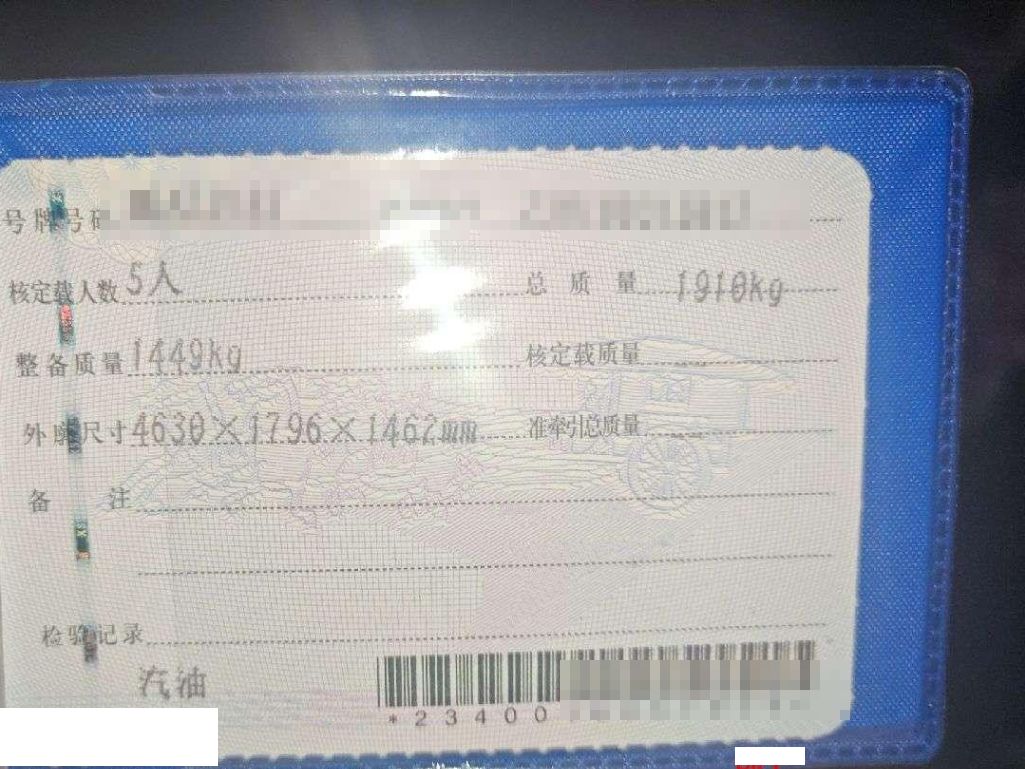 号牌号码
核定载人数 5人 总质量 1910kg
整备质量 1449kg 核定载质量
外廓尺寸 4630×1796×1462mm 准牵引总质量
备注
检验记录
汽油
*23400